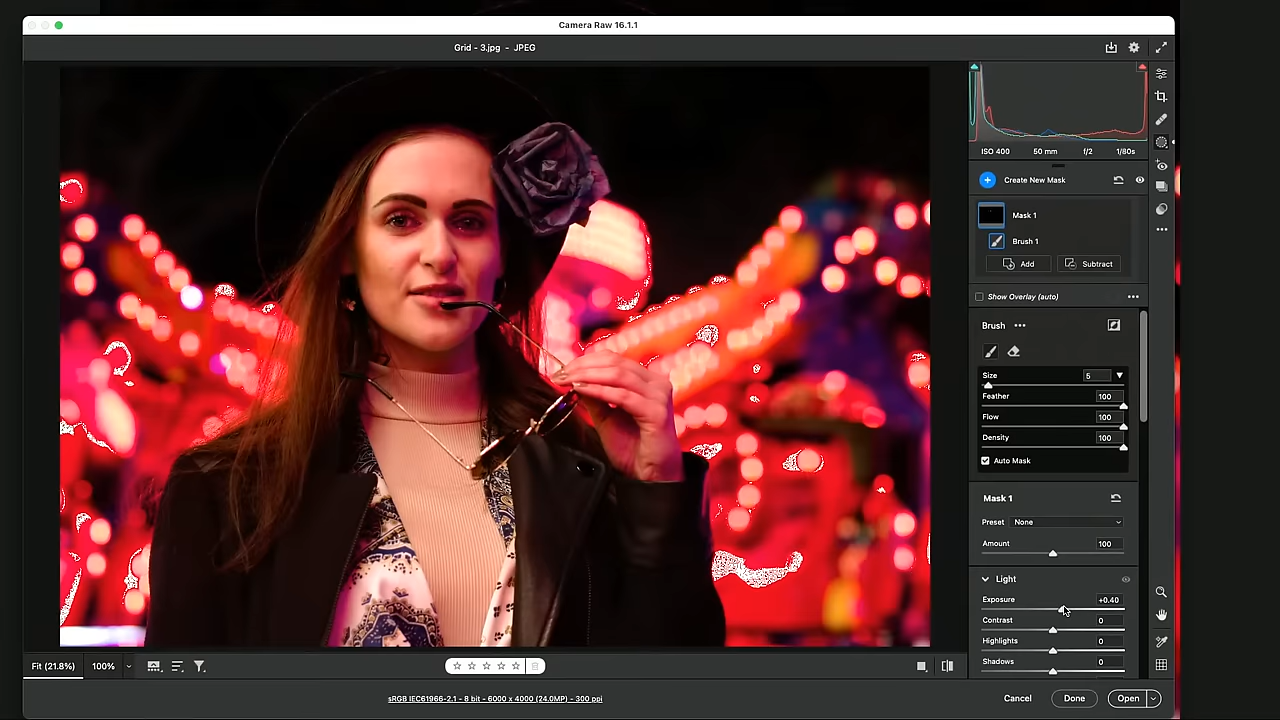 Camera Raw 16.1.1
Grid - 3.jpg - JPEG
ISO 400 50 mm f/2 1/80s
Create New Mask
Mask 1
Brush 1
Add Subtract
Show Overlay (auto)
Brush
Size 5
Feather 100
Flow 100
Density 100
Auto Mask
Mask 1
Preset None
Amount 100
Light
Exposure +0.40
Contrast 0
Highlights 0
Shadows 0
Fit (21.8%) 100%
sRGB IEC61966-2.1 - 8 bit - 6000 x 4000 (24.0MP) - 300 ppi
Cancel Done Open